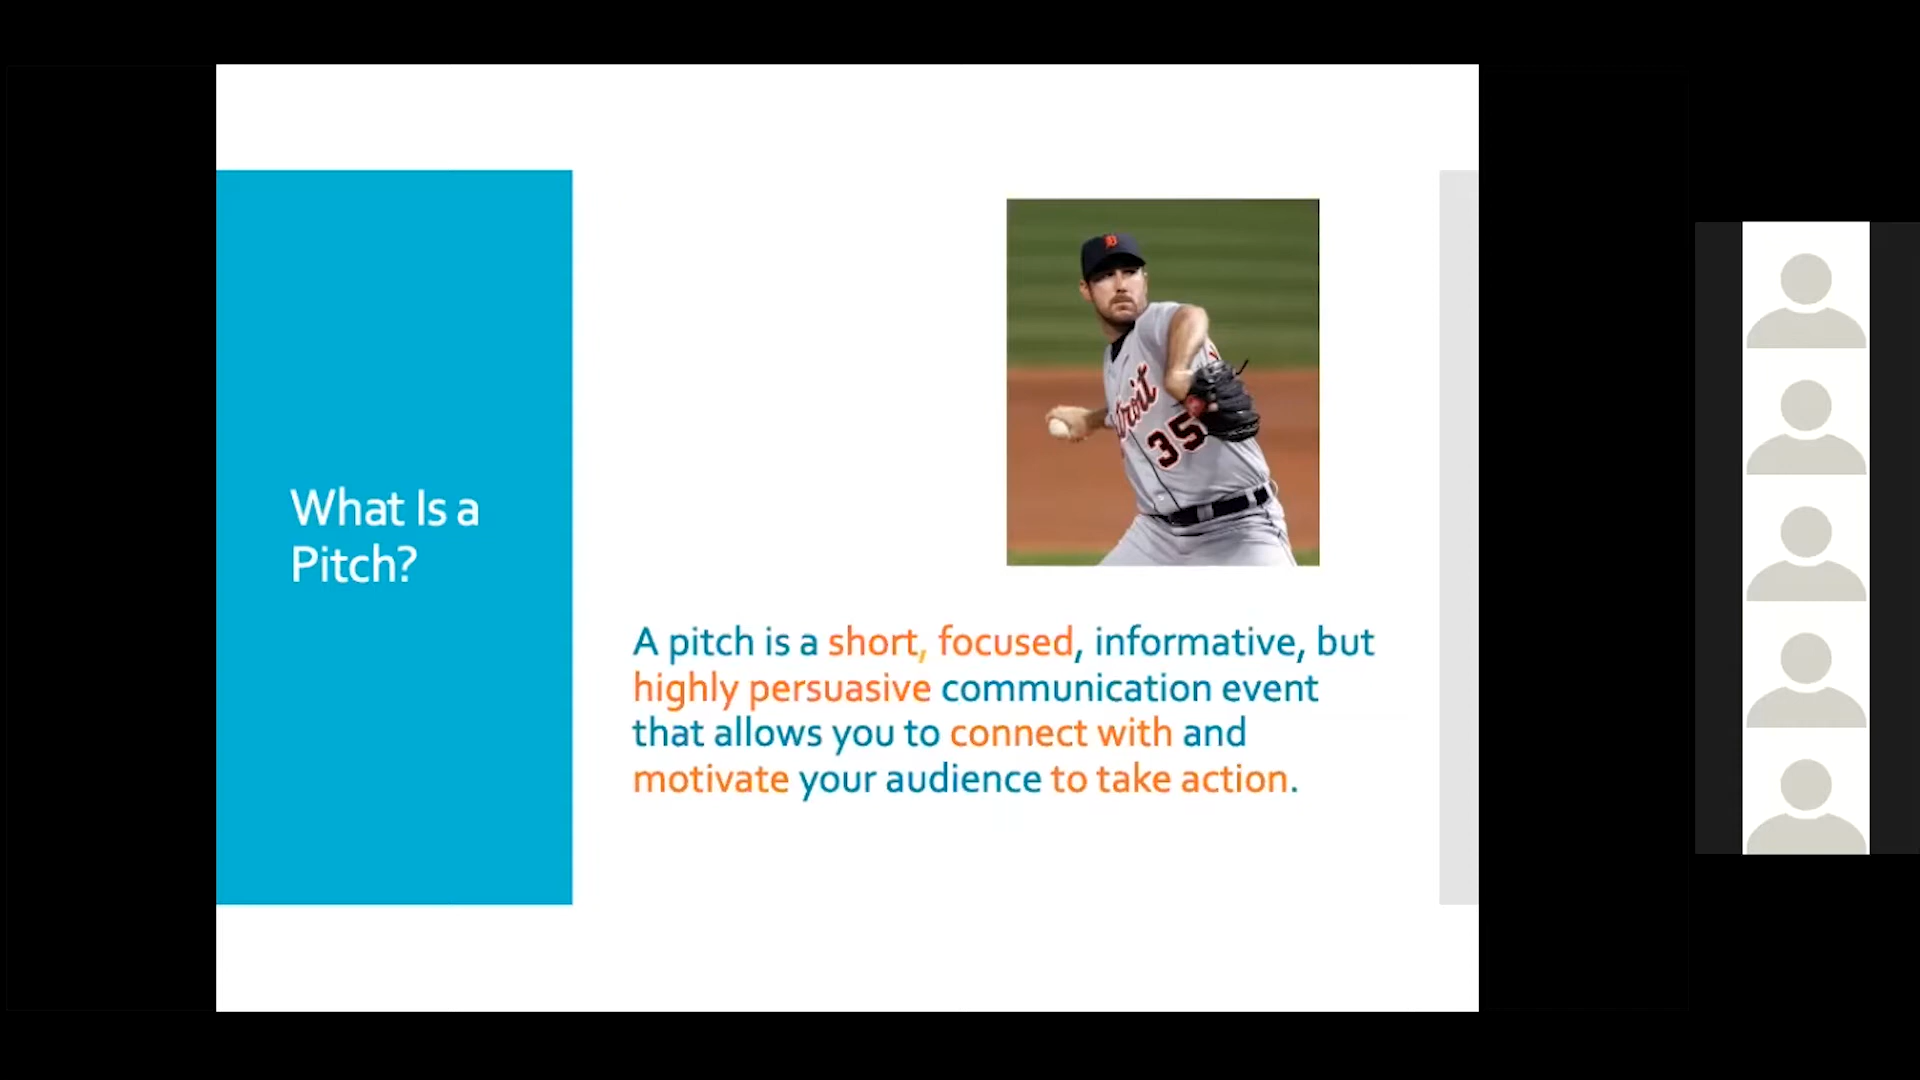 What Is a
Pitch?
A pitch is a short, focused, informative, but
highly persuasive communication event
that allows you to connect with and
motivate your audience to take action.
35